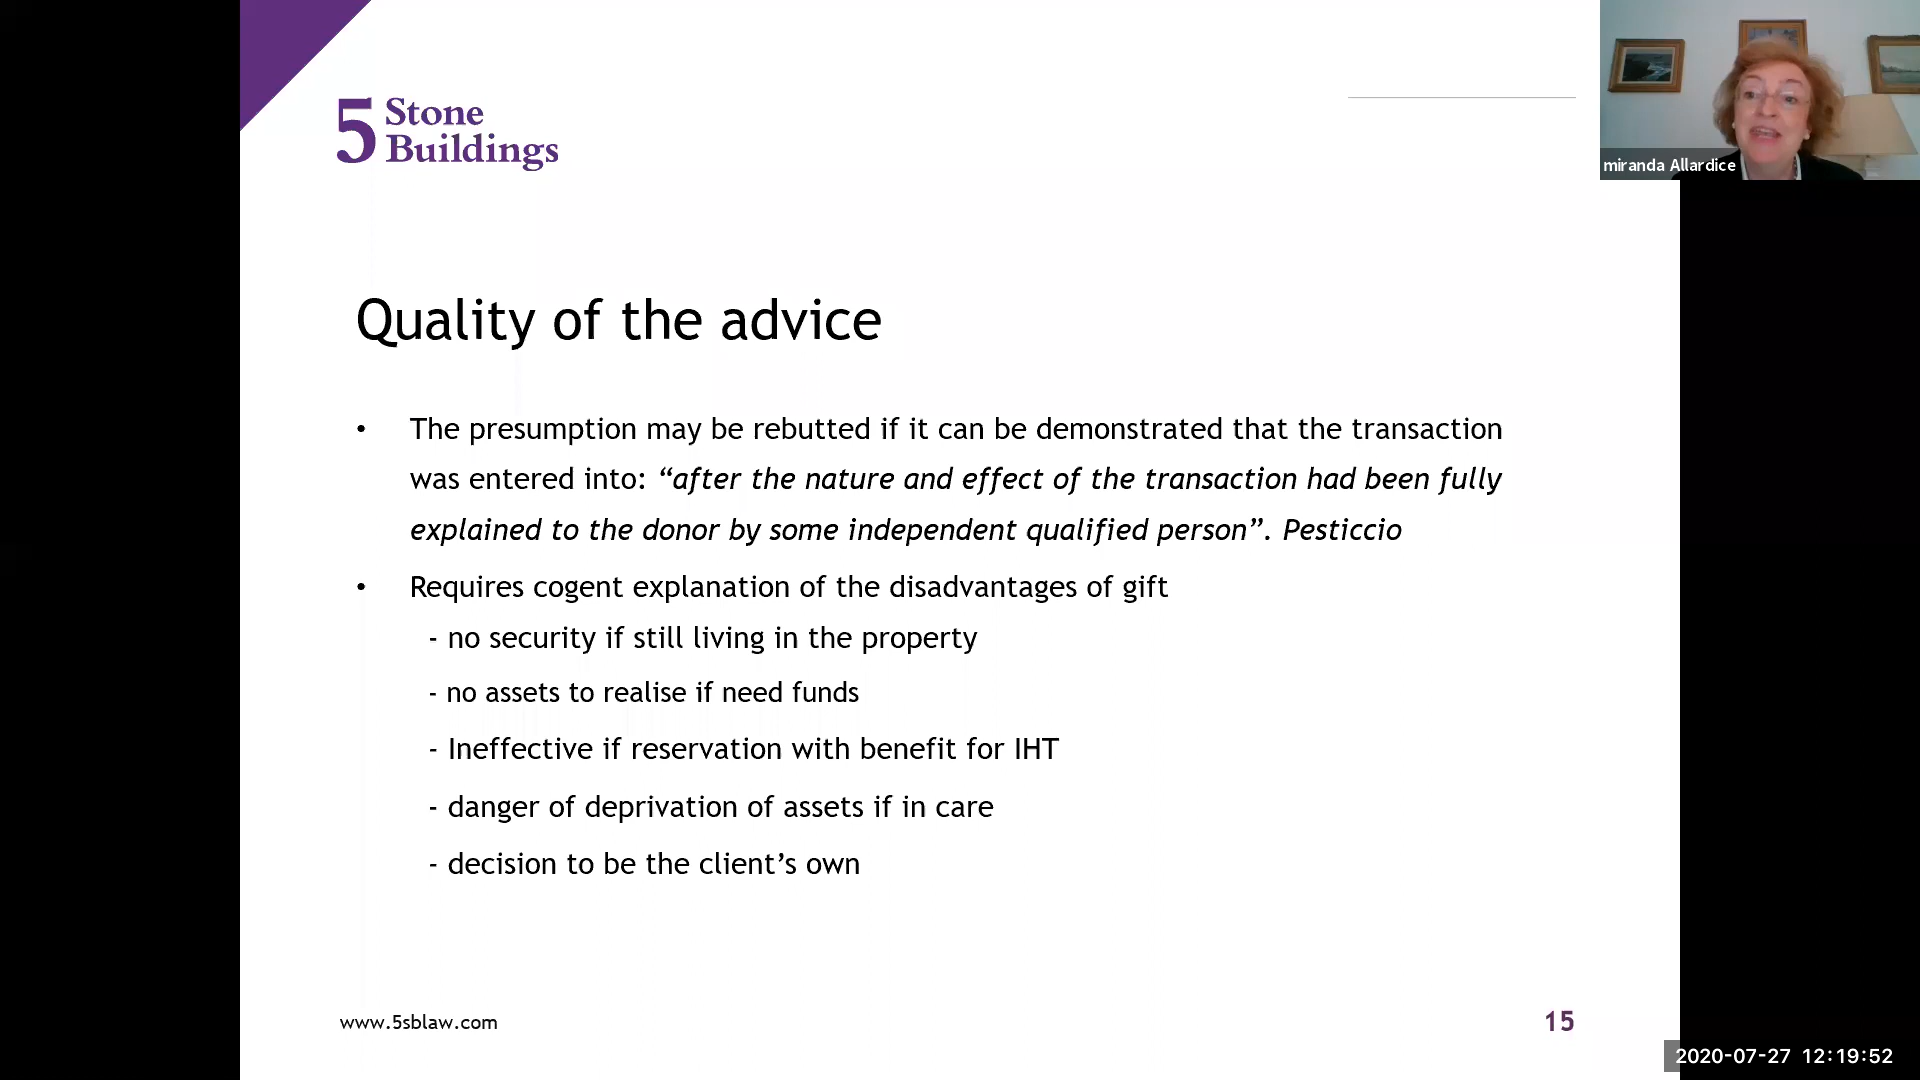 5 Stone
Buildings
miranda Allardice
Quality of the advice
• The presumption may be rebutted if it can be demonstrated that the transaction
was entered into: “after the nature and effect of the transaction had been fully
explained to the donor by some independent qualified person”. Pesticcio
• Requires cogent explanation of the disadvantages of gift
- no security if still living in the property
- no assets to realise if need funds
- Ineffective if reservation with benefit for IHT
- danger of deprivation of assets if in care
- decision to be the client’s own
www.5sblaw.com
15
2020-07-27 12:19:52